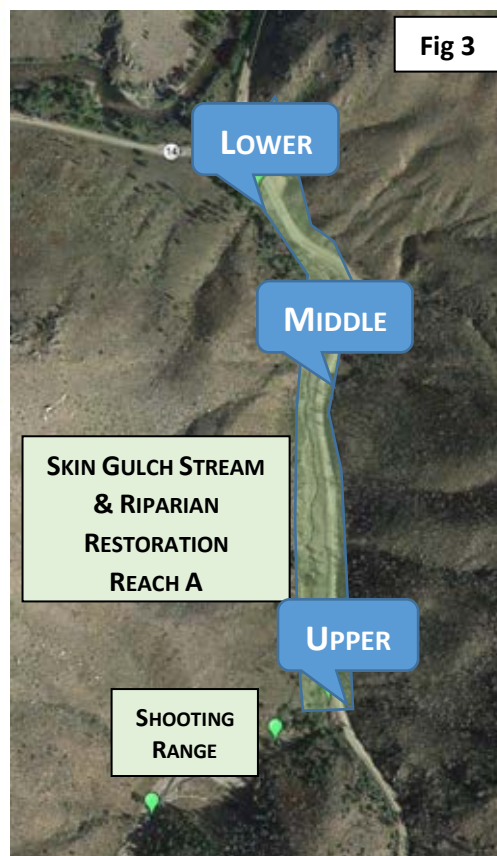 Fig 3
LOWER
14
MIDDLE
SKIN GULCH STREAM
& RIPARIAN
RESTORATION
REACH A
UPPER
SHOOTING
RANGE